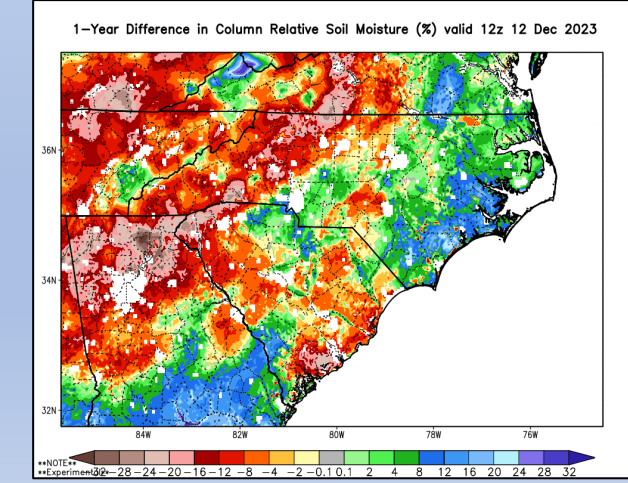 1-Year Difference in Column Relative Soil Moisture (%) valid 12z 12 Dec 2023
36N
34N
32N
84W 82W 80W 78W 76W
**NOTE**
**Experimental** -32 -28 -24 -20 -16 -12 -8 -4 -2 -0.1 0.1 2 4 8 12 16 20 24 28 32